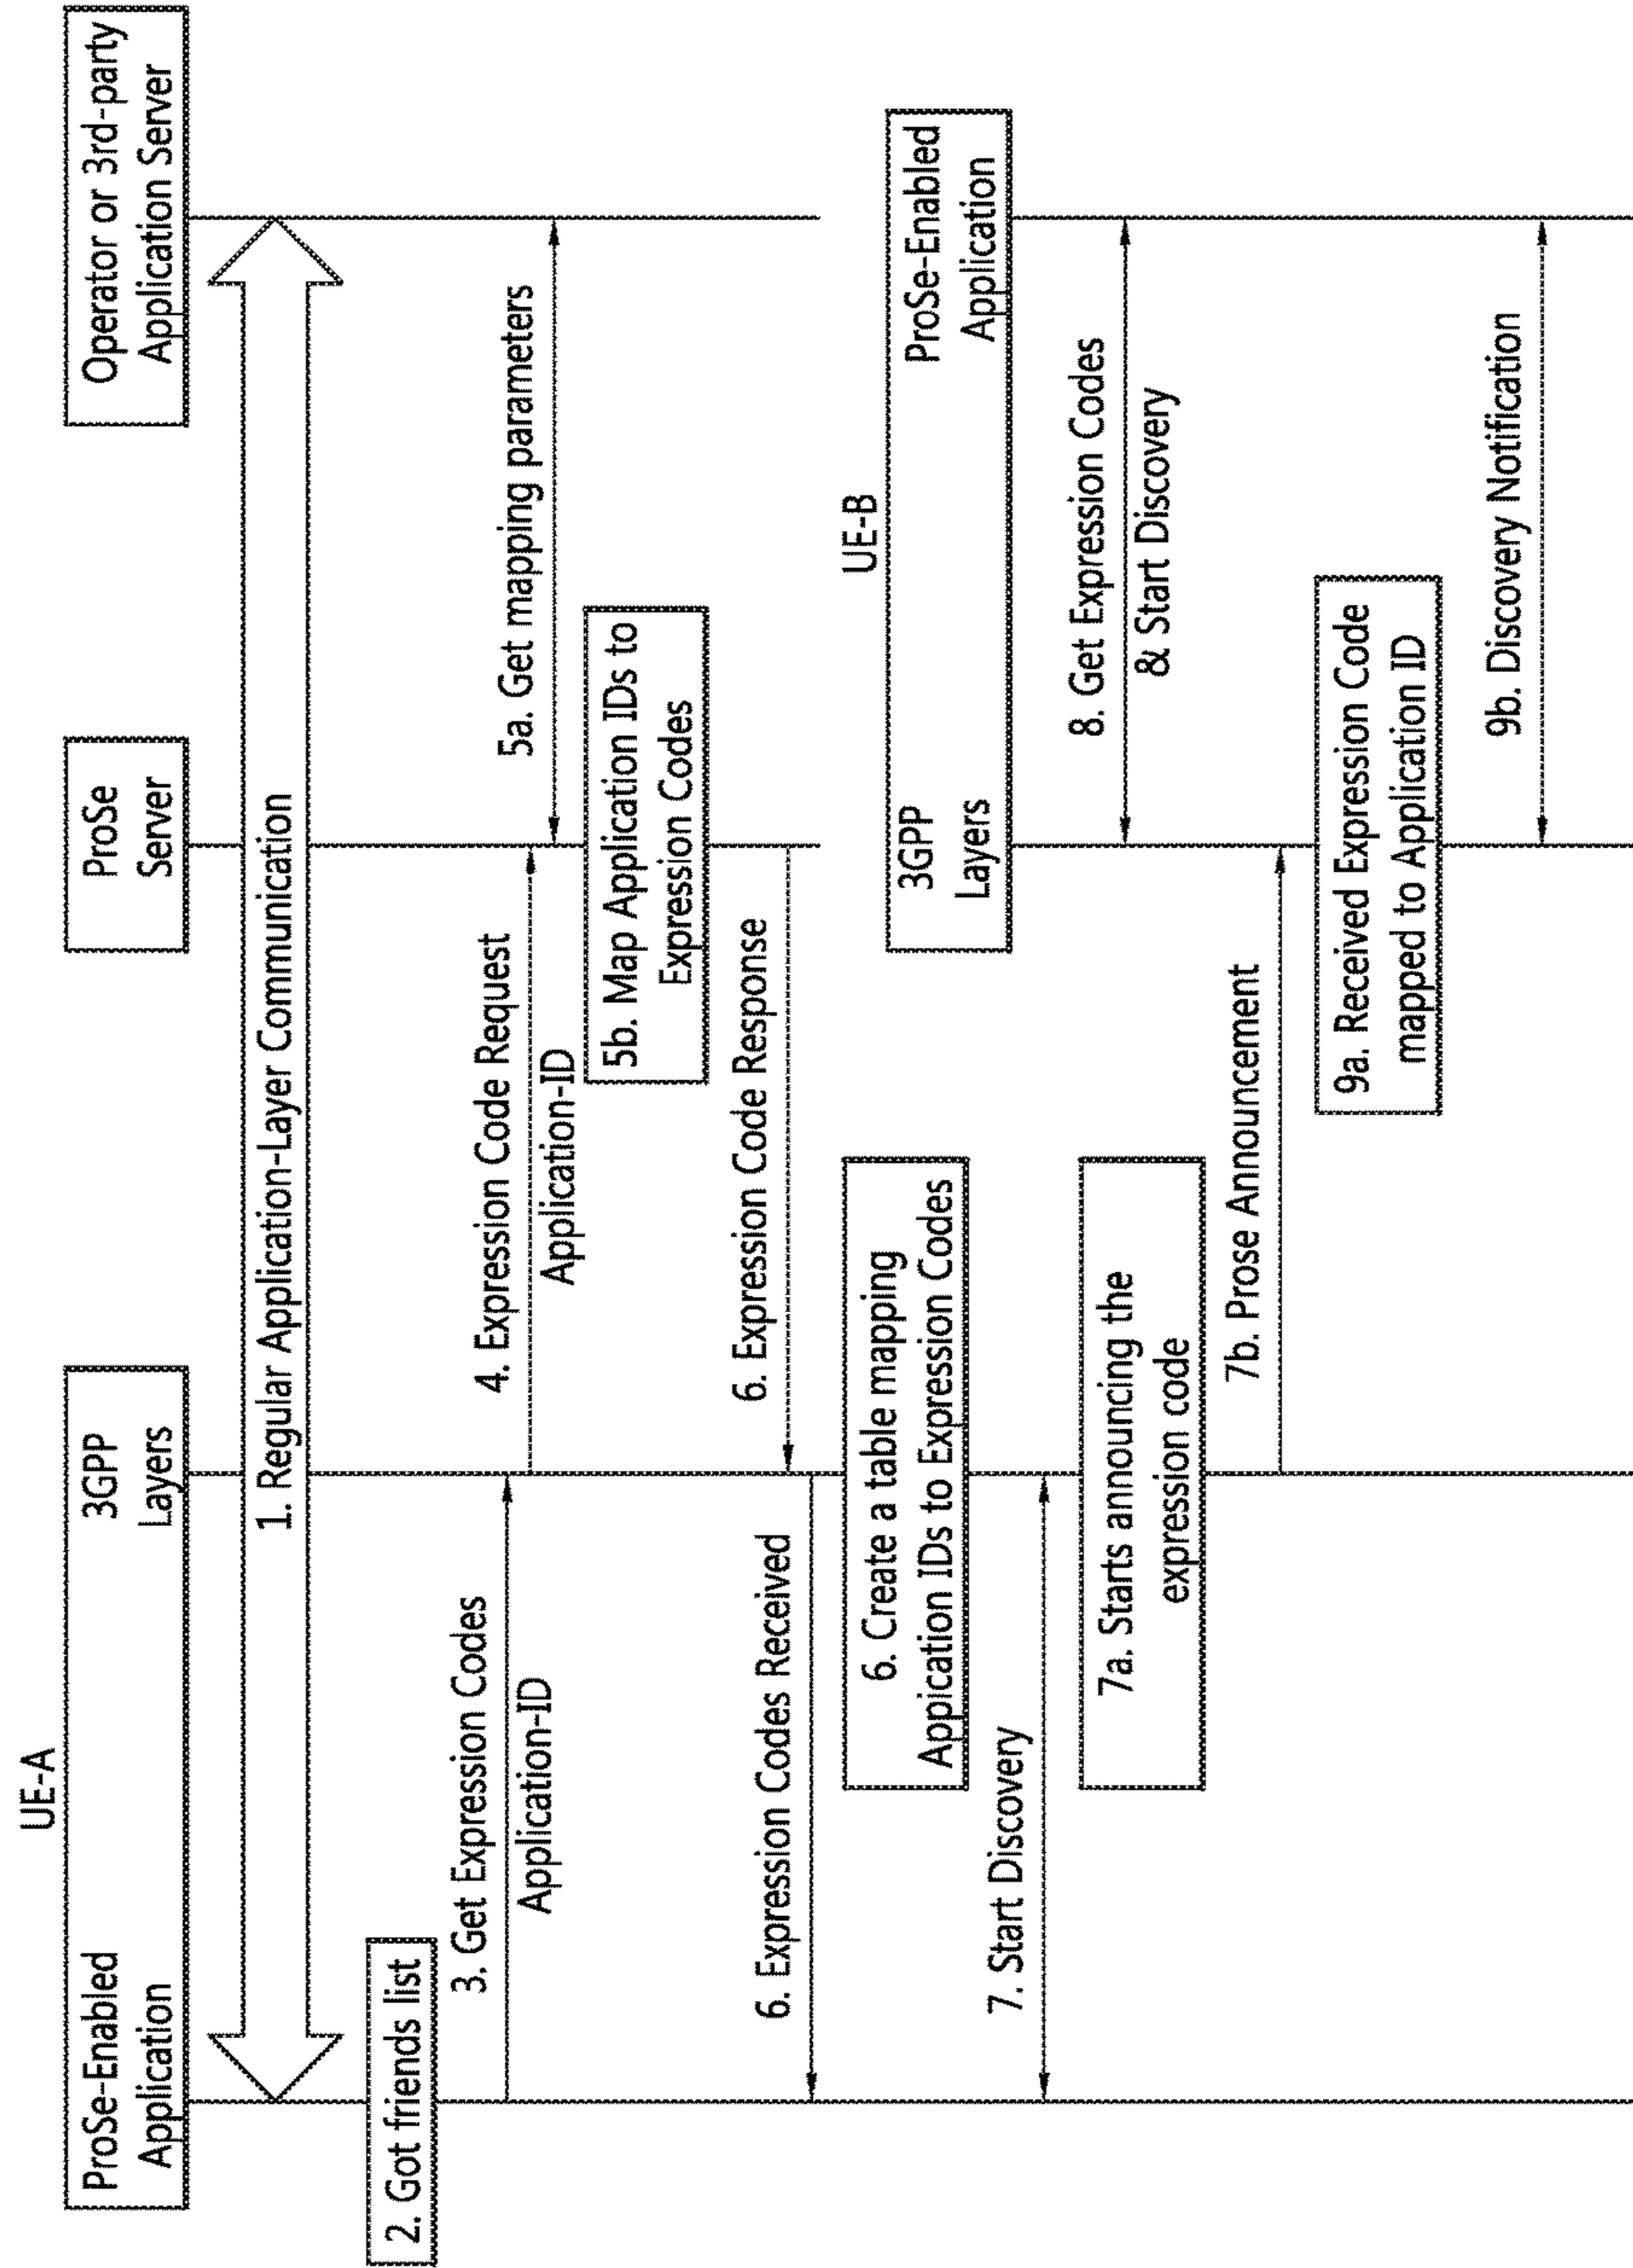 UE-A
ProSe-Enabled
Application
3GPP
Layers
ProSe
Server
Operator or 3rd-party
Application Server
1. Regular Application-Layer Communication
2. Got friends list
3. Get Expression Codes
Application-ID
4. Expression Code Request
Application-ID
5a. Get mapping parameters
5b. Map Application IDs to
Expression Codes
6. Expression Code Response
6. Expression Codes Received
6. Create a table mapping
Appication IDs to Expression Codes
UE-B
3GPP
Layers
ProSe-Enabled
Application
7. Start Discovery
8. Get Expression Codes
& Start Discovery
7a. Starts announcing the
expression code
7b. Prose Announcement
9a. Received Expression Code
mapped to Application ID
9b. Discovery Notification